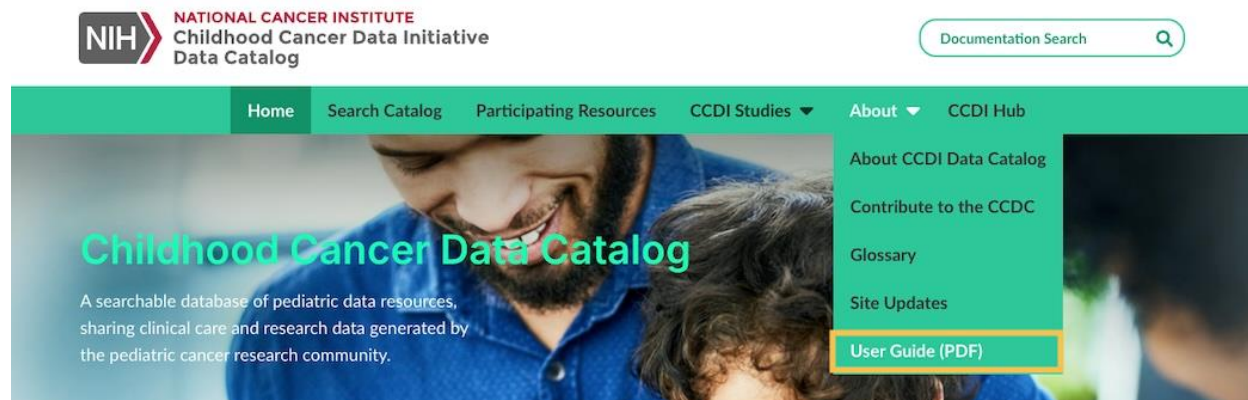 NIH
NATIONAL CANCER INSTITUTE
Childhood Cancer Data Initiative
Data Catalog
Documentation Search
Home
Search Catalog
Participating Resources
CCDI Studies
About
CCDI Hub
About CCDI Data Catalog
Contribute to the CCDC
Glossary
Site Updates
User Guide (PDF)
Childhood Cancer Data Catalog
A searchable database of pediatric data resources,
sharing clinical care and research data generated by
the pediatric cancer research community.